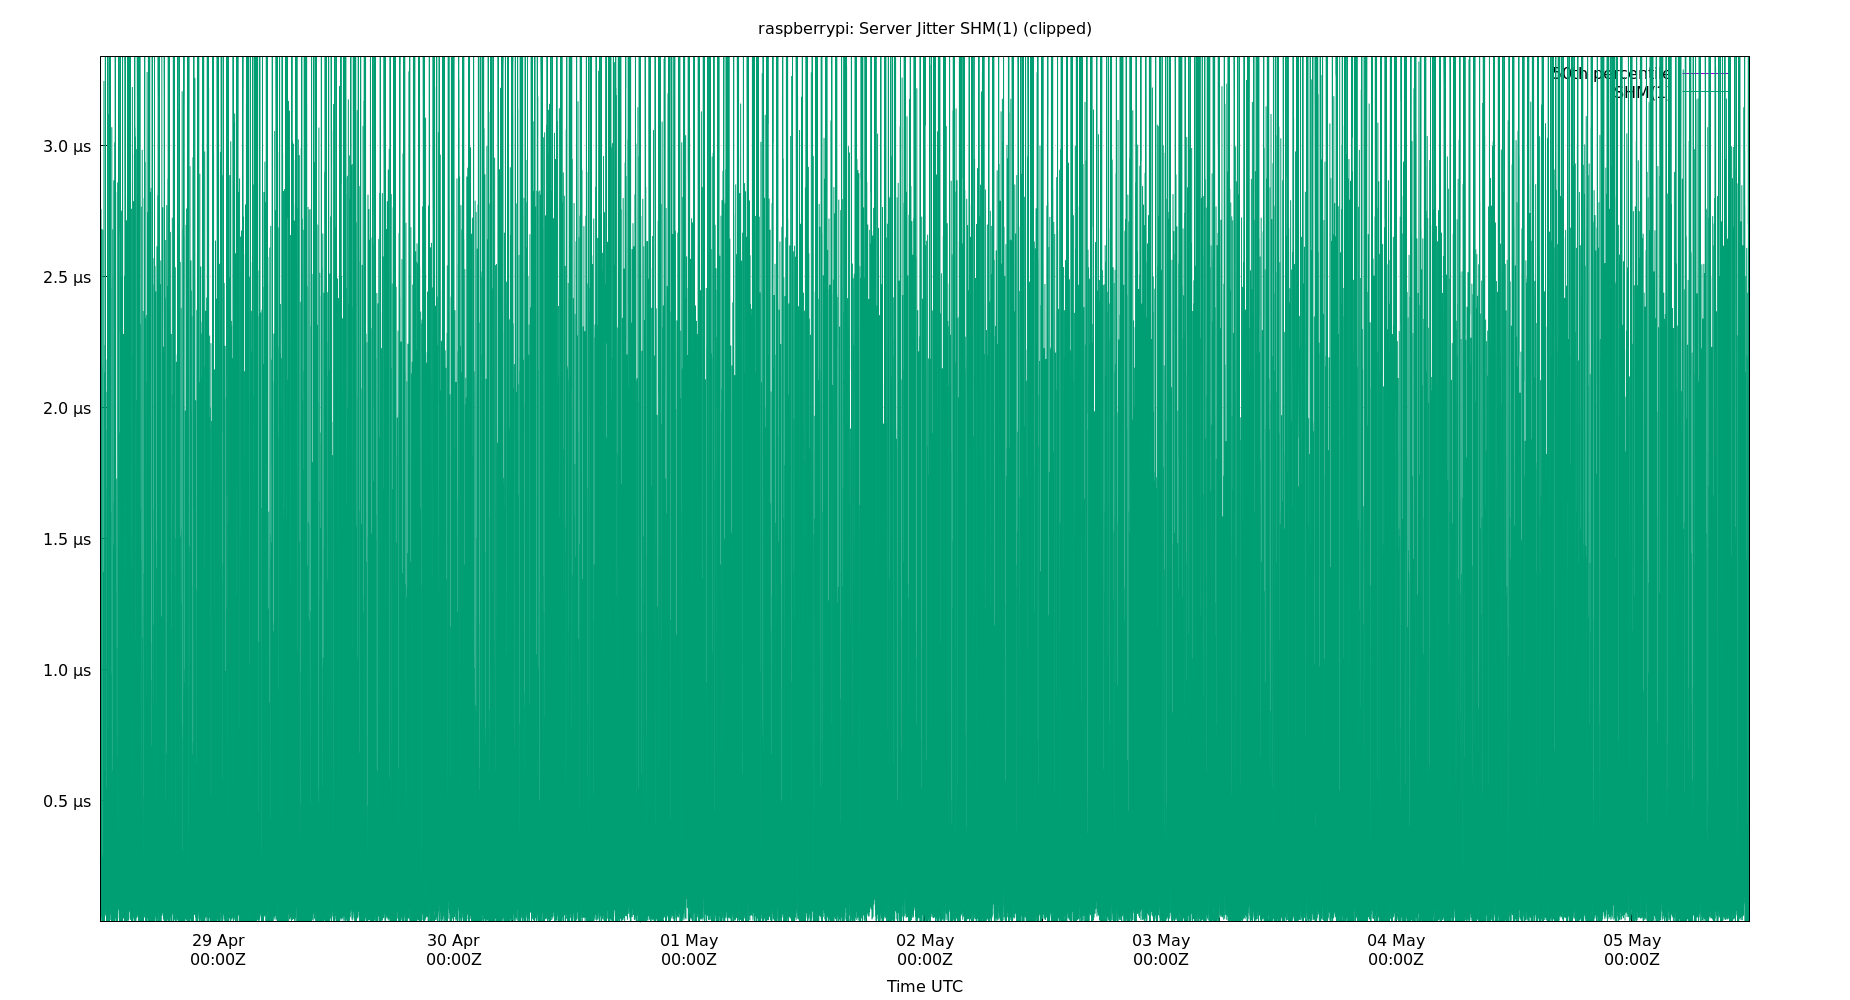 raspberrypi: Server Jitter SHM(1) (clipped)
50th percentile
SHM(1)
3.0 µs
2.5 µs
2.0 µs
1.5 µs
1.0 µs
0.5 µs
29 Apr 30 Apr 01 May 02 May 03 May 04 May 05 May
00:00Z 00:00Z 00:00Z 00:00Z 00:00Z 00:00Z 00:00Z
Time UTC